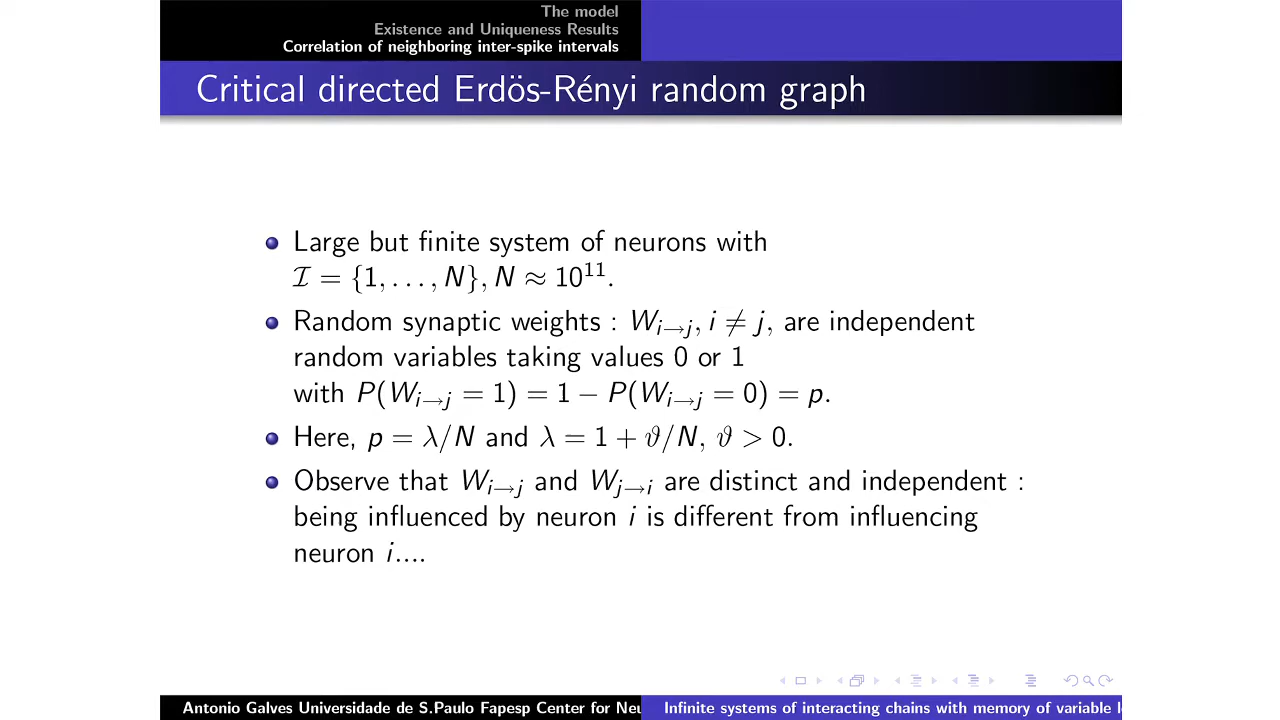 The model
Existence and Uniqueness Results
Correlation of neighboring inter-spike intervals
Critical directed Erdös-Rényi random graph
Large but finite system of neurons with
I = {1, . . . , N}, N ≈ 10¹¹.
Random synaptic weights : W_{i→j}, i ≠ j, are independent
random variables taking values 0 or 1
with P(W_{i→j} = 1) = 1 − P(W_{i→j} = 0) = p.
Here, p = λ/N and λ = 1 + ϑ/N, ϑ > 0.
Observe that W_{i→j} and W_{j→i} are distinct and independent :
being influenced by neuron i is different from influencing
neuron i....
Antonio Galves Universidade de S.Paulo Fapesp Center for Neu
Infinite systems of interacting chains with memory of variable l